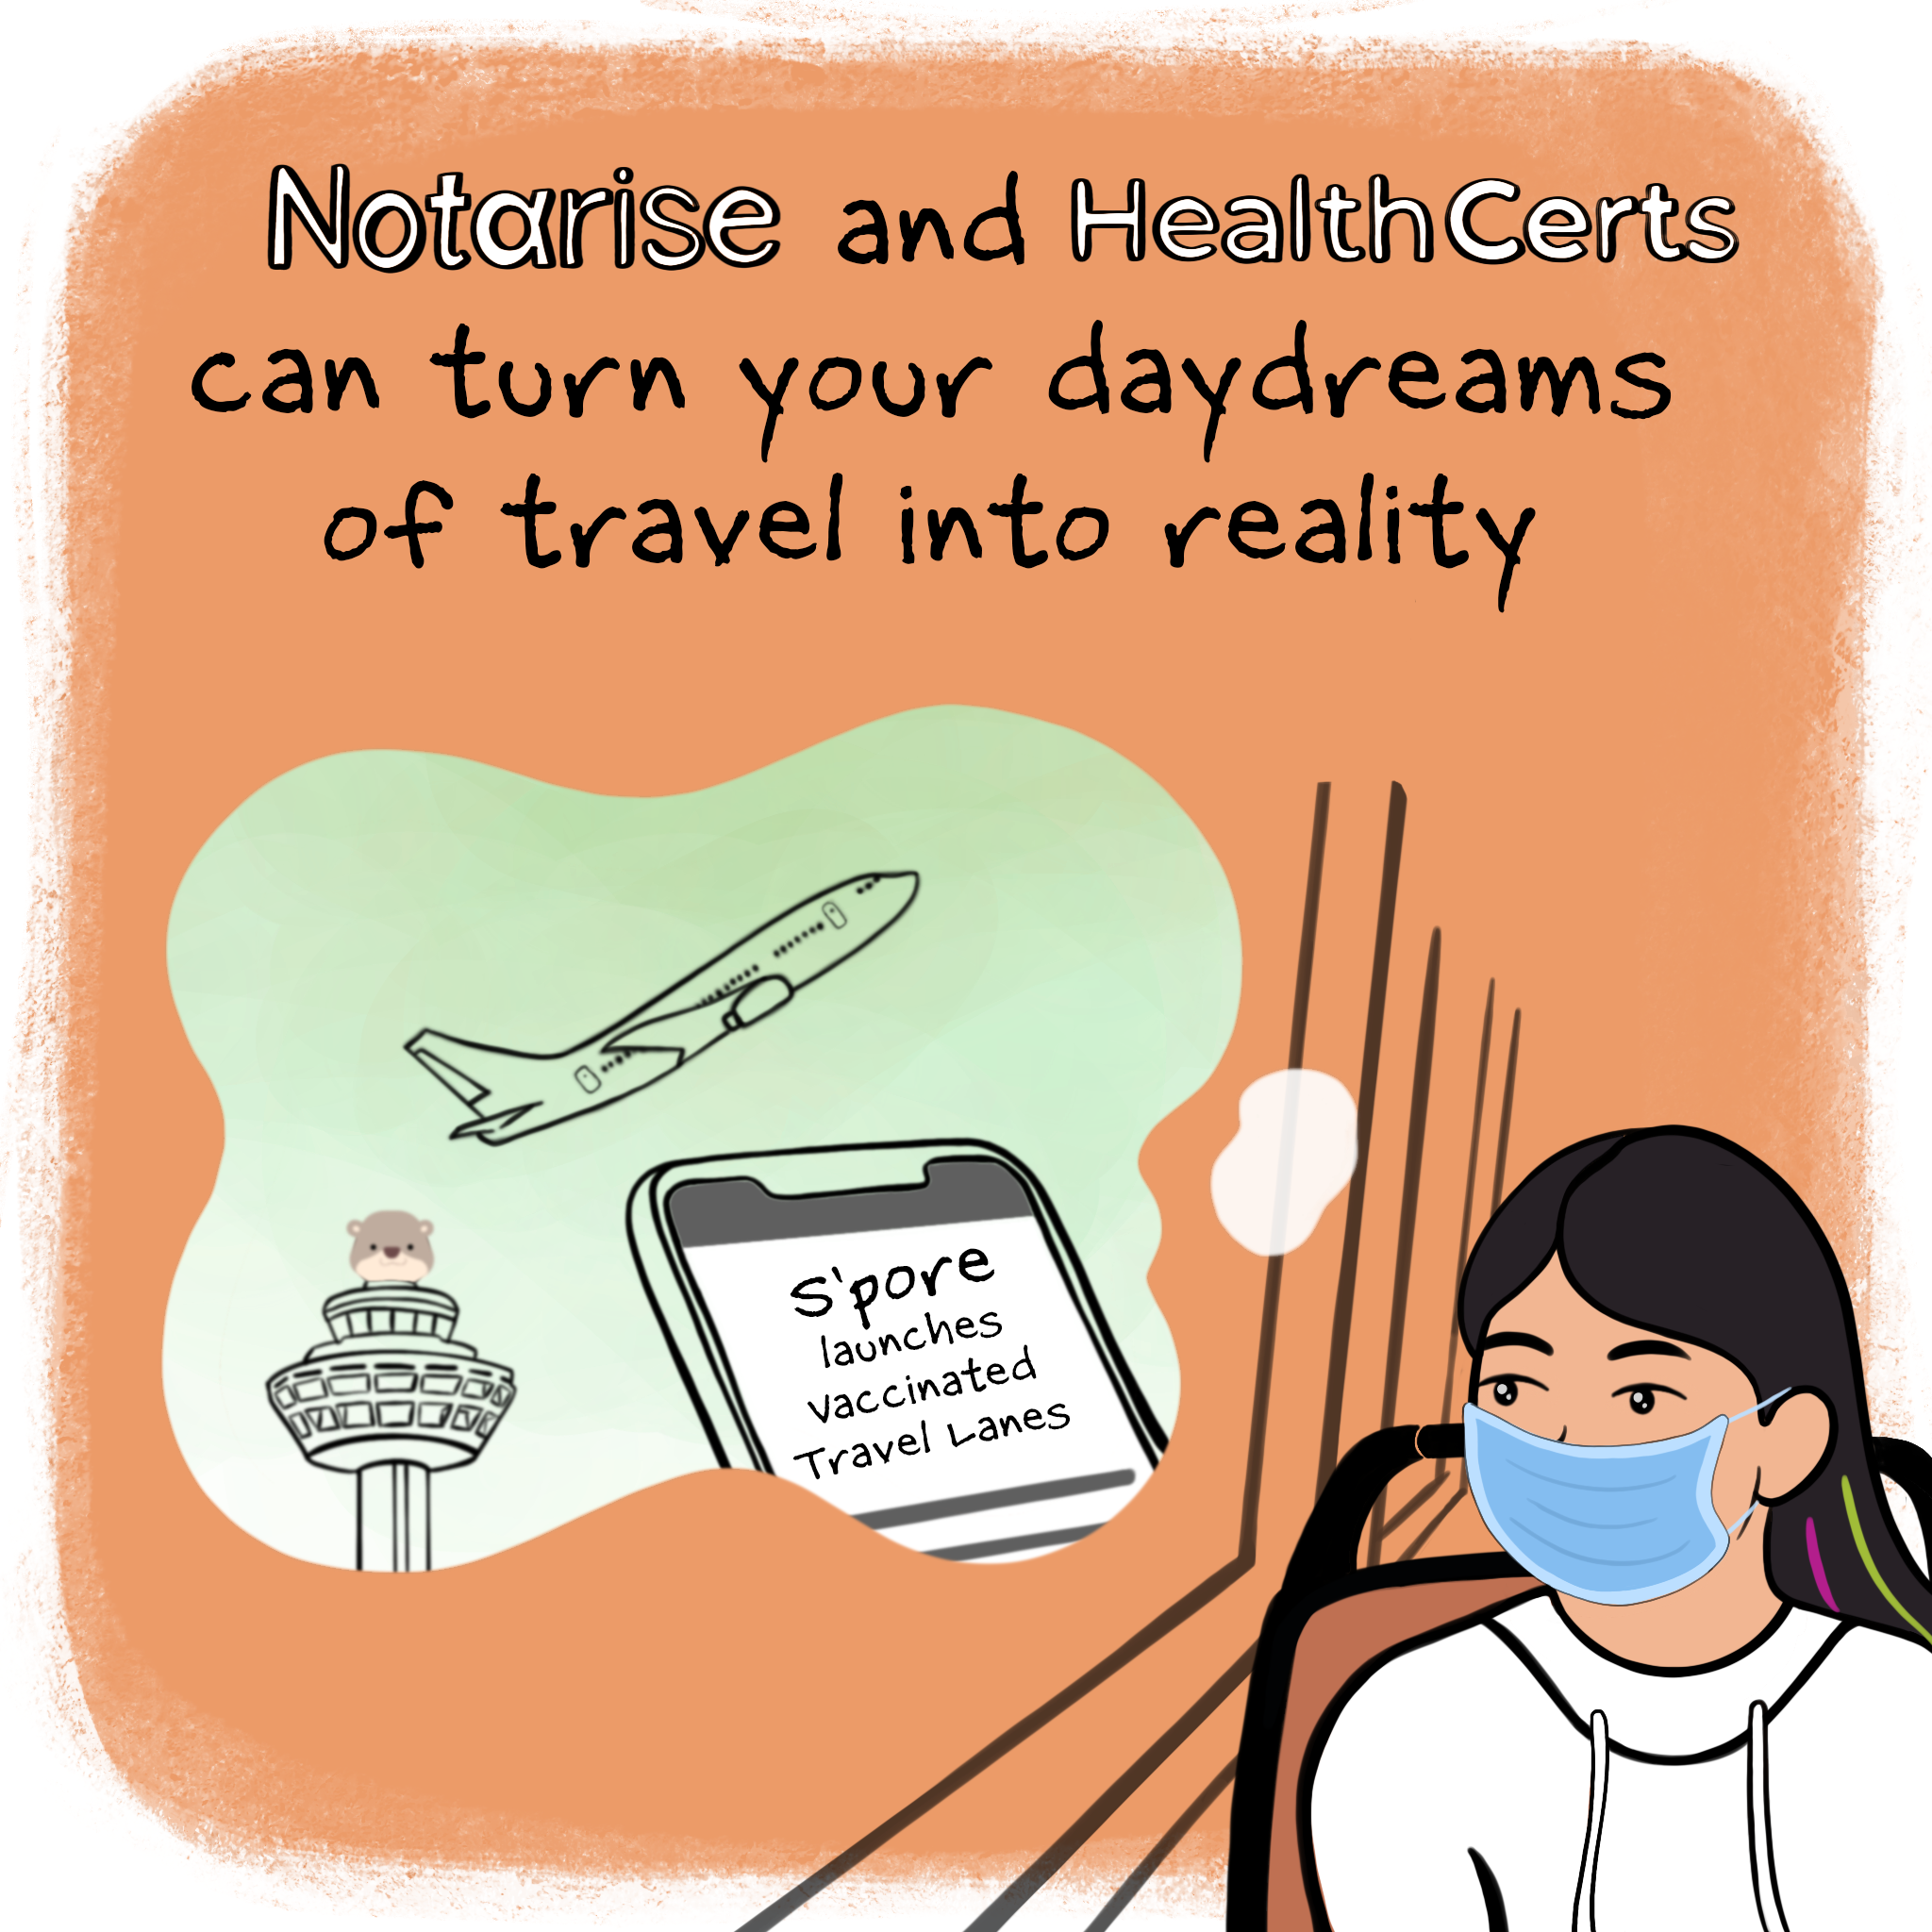 Notarise and HealthCerts
can turn your daydreams
of travel into reality
S'pore
launches
vaccinated
Travel Lanes